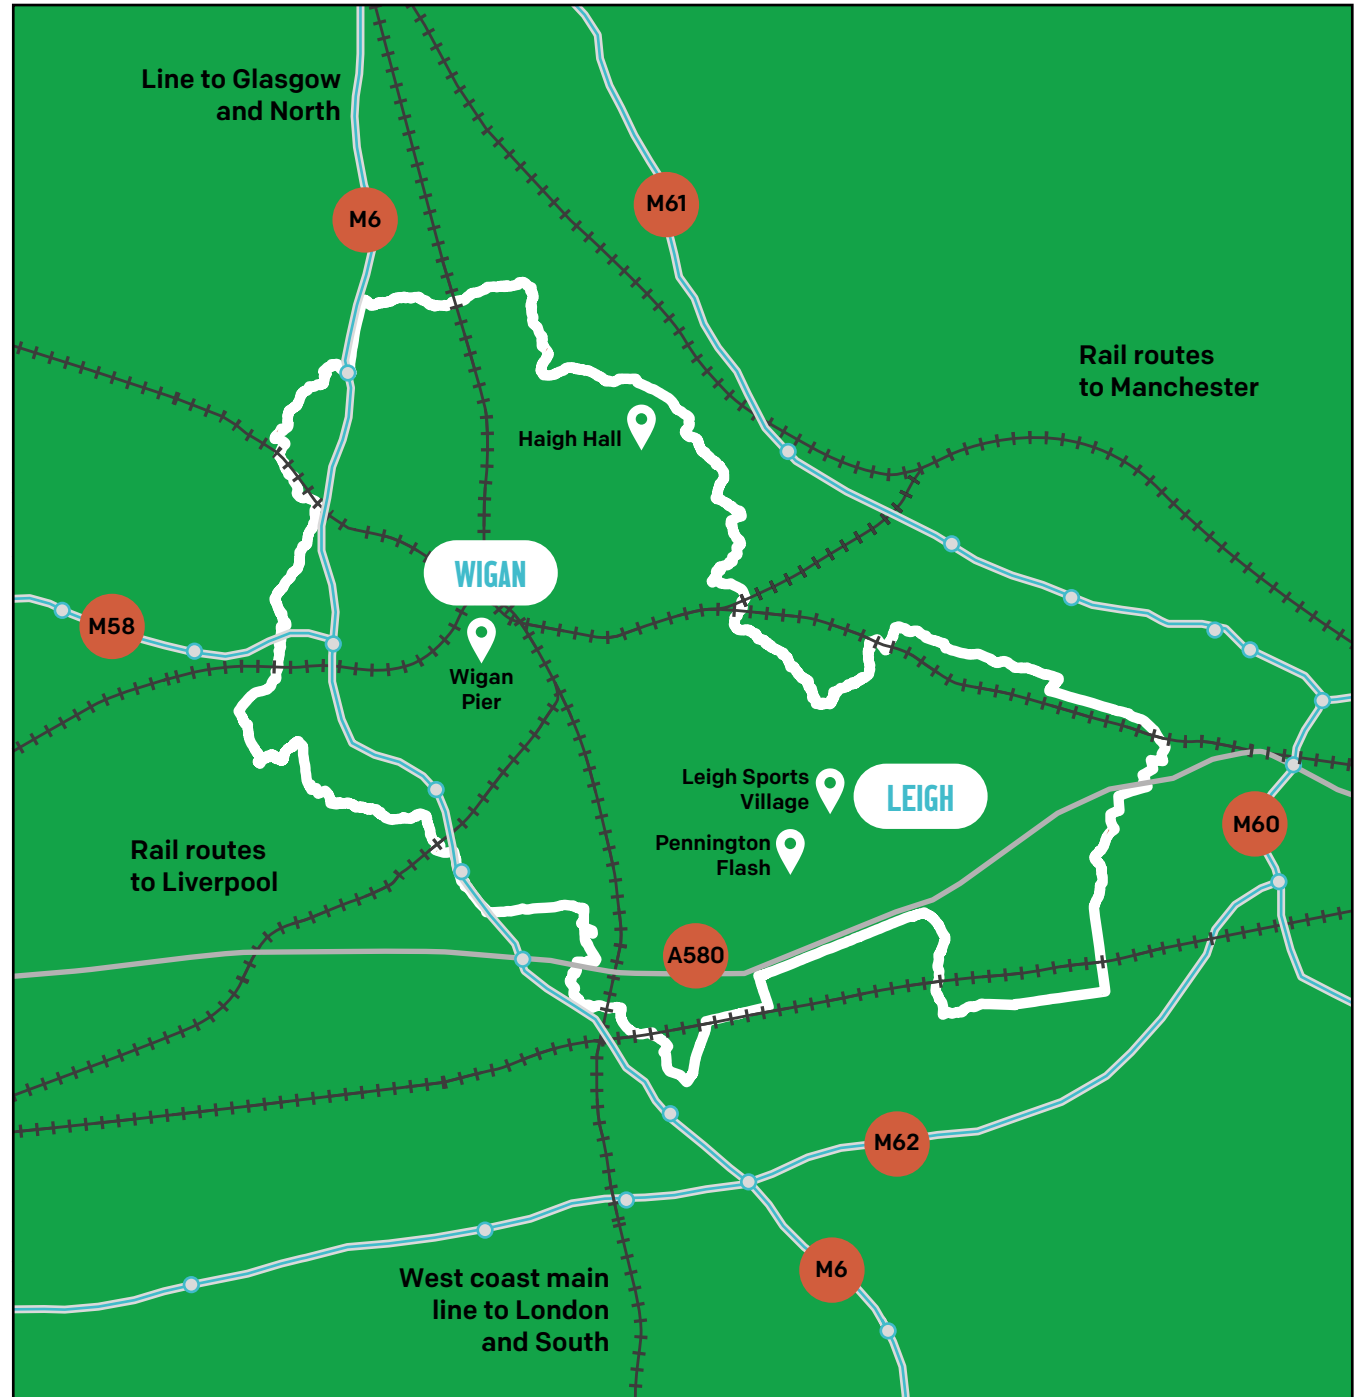 Line to Glasgow
and North
M6
M61
Rail routes
to Manchester
Haigh Hall
WIGAN
M58
Wigan
Pier
Leigh Sports
Village
LEIGH
Pennington
Flash
M60
Rail routes
to Liverpool
A580
M62
West coast main
line to London
and South
M6